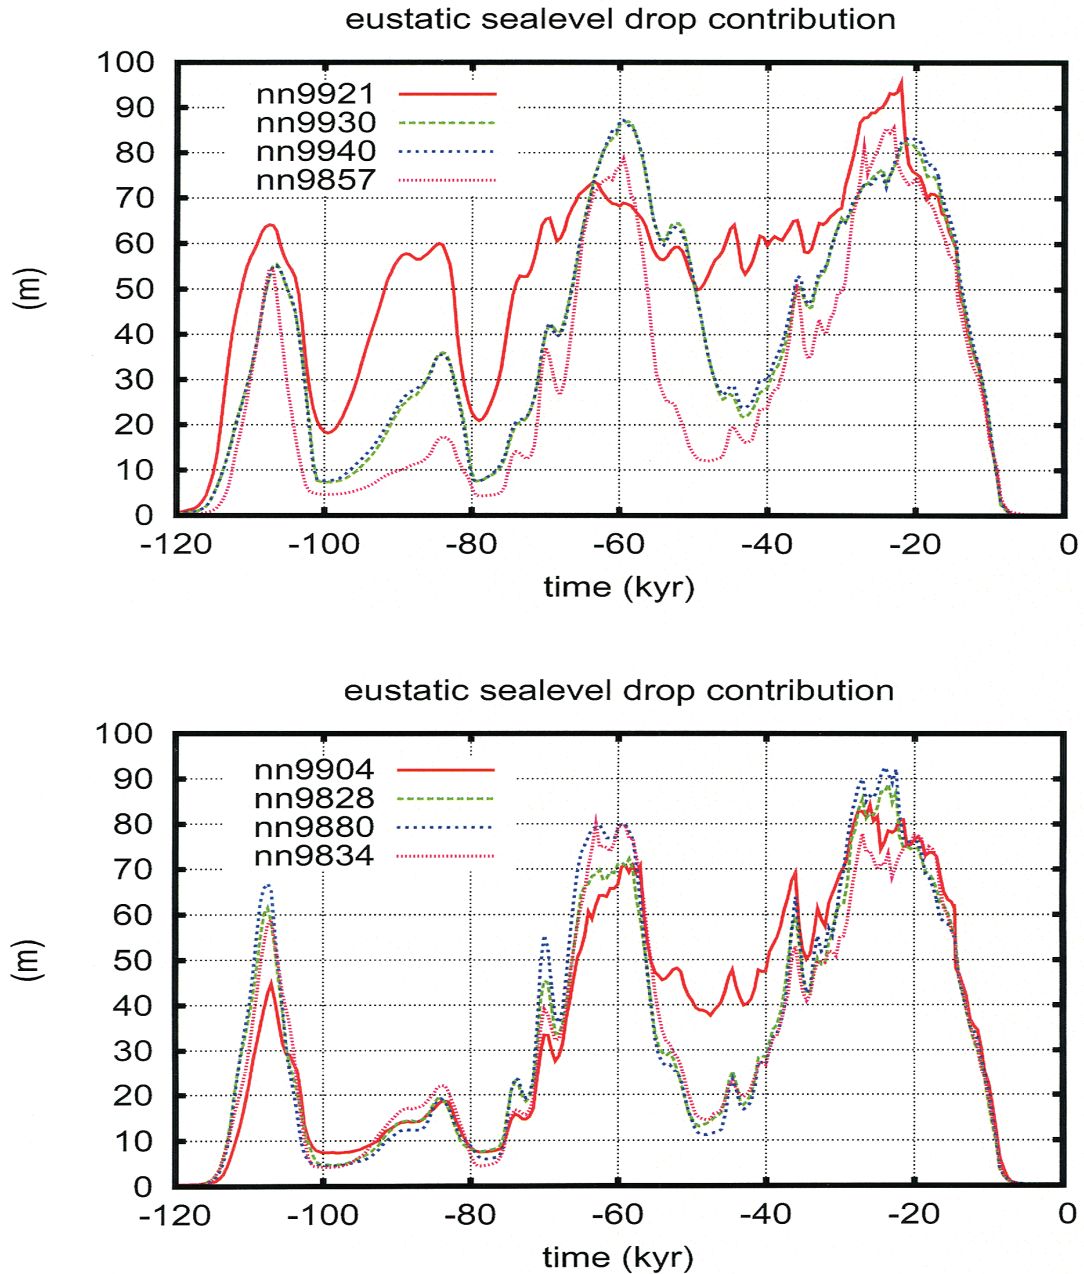 eustatic sealevel drop contribution
100
90
80
70
60
50
40
30
20
10
0
(m)
nn9921
nn9930
nn9940
nn9857
-120 -100 -80 -60 -40 -20 0
time (kyr)
eustatic sealevel drop contribution
100
90
80
70
60
50
40
30
20
10
0
(m)
nn9904
nn9828
nn9880
nn9834
-120 -100 -80 -60 -40 -20 0
time (kyr)